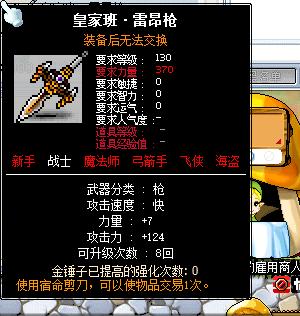 皇家班·雷昂枪
装备后无法交换
要求等级: 130
要求力量: 370
要求敏捷: 0
要求智力: 0
要求运气: 0
要求人气度: -
道具等级: -
道具经验值: -
新手 战士 魔法师 弓箭手 飞侠 海盗
武器分类 : 枪
攻击速度 : 快
力量 : +7
攻击力 : +124
可升级次数 : 8回
金锤子已提高的强化次数: 0
使用宿命剪刀，可以使物品交易1次。
雇用商人